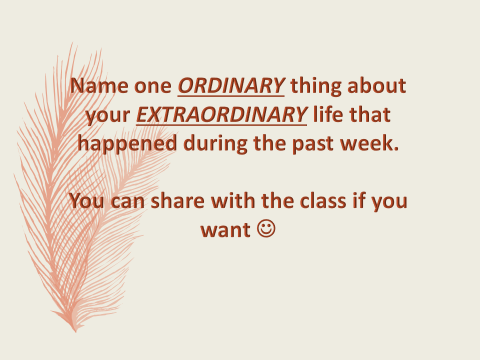 Name one ORDINARY thing about
your EXTRAORDINARY life that
happened during the past week.
You can share with the class if you
want ☺